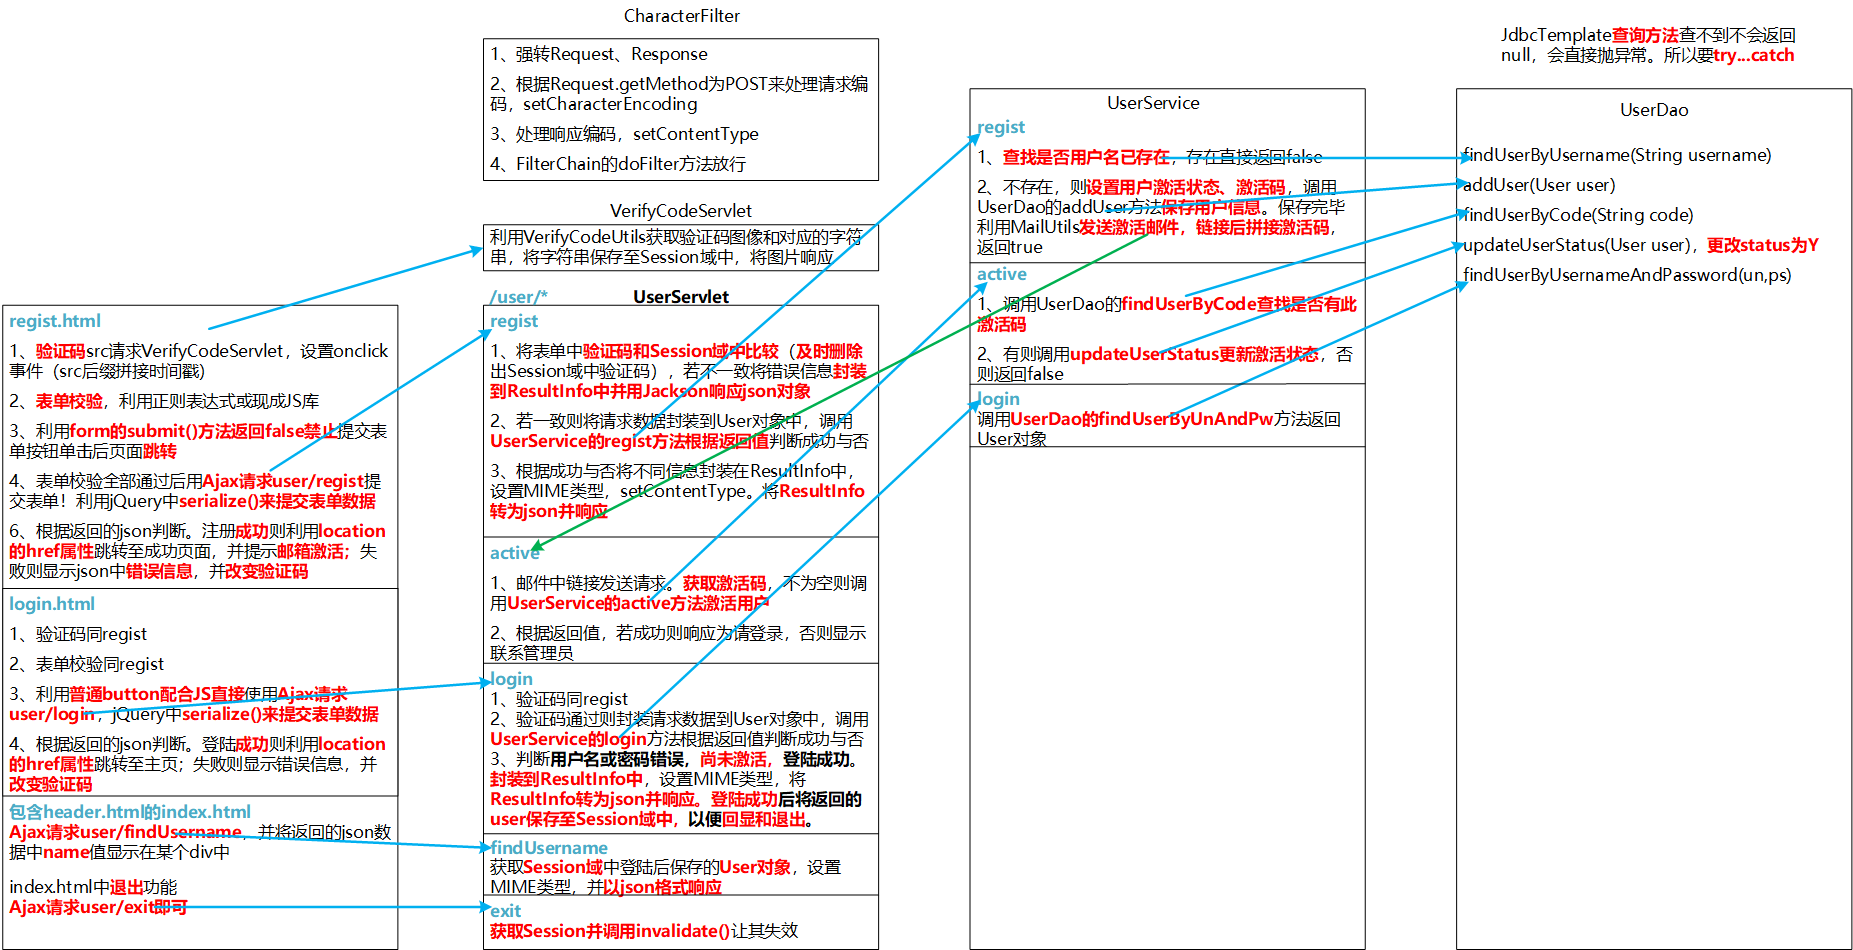 CharacterFilter
1、强转Request、Response
2、根据Request.getMethod为POST来处理请求编
码，setCharacterEncoding
3、处理响应编码，setContentType
4、FilterChain的doFilter方法放行
VerifyCodeServlet
利用VerifyCodeUtils获取验证码图像和对应的字符
串，将字符串保存至Session域中，将图片响应
regist.html
1、验证码src请求VerifyCodeServlet，设置onclick
事件（src后缀拼接时间戳）
2、表单校验，利用正则表达式或现成JS库
3、利用form的submit()方法返回false禁止提交表
单按钮单击后页面跳转
4、表单校验全部通过后用Ajax请求user/regist提
交表单！利用jQuery中serialize()来提交表单数据
6、根据返回的json判断。注册成功则利用location
的href属性跳转至成功页面，并提示邮箱激活；失
败则显示json中错误信息，并改变验证码
login.html
1、验证码同regist
2、表单校验同regist
3、利用普通button配合JS直接使用Ajax请求
user/login，jQuery中serialize()来提交表单数据
4、根据返回的json判断。登陆成功则利用location
的href属性跳转至主页；失败则显示错误信息，并
改变验证码
包含header.html的index.html
Ajax请求user/findUsername，并将返回的json数
据中name值显示在某个div中
index.html中退出功能
Ajax请求user/exit即可
/user/*
UserServlet
regist
1、将表单中验证码和Session域中比较（及时删除
出Session域中验证码），若不一致将错误信息封装
到ResultInfo中并用Jackson响应json对象
2、若一致则将请求数据封装到User对象中，调用
UserService的regist方法根据返回值判断成功与否
3、根据成功与否将不同信息封装在ResultInfo中，
设置MIME类型，setContentType。将ResultInfo
转为json并响应
active
1、邮件中链接发送请求。获取激活码，不为空则调
用UserService的active方法激活用户
2、根据返回值，若成功则响应为请登录，否则显示
联系管理员
login
1、验证码同regist
2、验证码通过则封装请求数据到User对象中，调用
UserService的login方法根据返回值判断成功与否
3、判断用户名或密码错误，尚未激活，登陆成功。
封装到ResultInfo中，设置MIME类型，将
ResultInfo转为json并响应。登陆成功后将返回的
user保存至Session域中，以便回显和退出。
findUsername
获取Session域中登陆后保存的User对象，设置
MIME类型，并以json格式响应
exit
获取Session并调用invalidate()让其失效
UserService
regist
1、查找是否用户名已存在，存在直接返回false
2、不存在，则设置用户激活状态、激活码，调用
UserDao的addUser方法保存用户信息。保存完毕
利用MailUtils发送激活邮件，链接后拼接激活码，
返回true
active
1、调用UserDao的findUserByCode查找是否有此
激活码
2、有则调用updateUserStatus更新激活状态，否
则返回false
login
调用UserDao的findUserByUnAndPw方法返回
User对象
JdbcTemplate查询方法查不到不会返回
null，会直接抛异常。所以要try...catch
UserDao
findUserByUsername(String username)
addUser(User user)
findUserByCode(String code)
updateUserStatus(User user)，更改status为Y
findUserByUsernameAndPassword(un,ps)